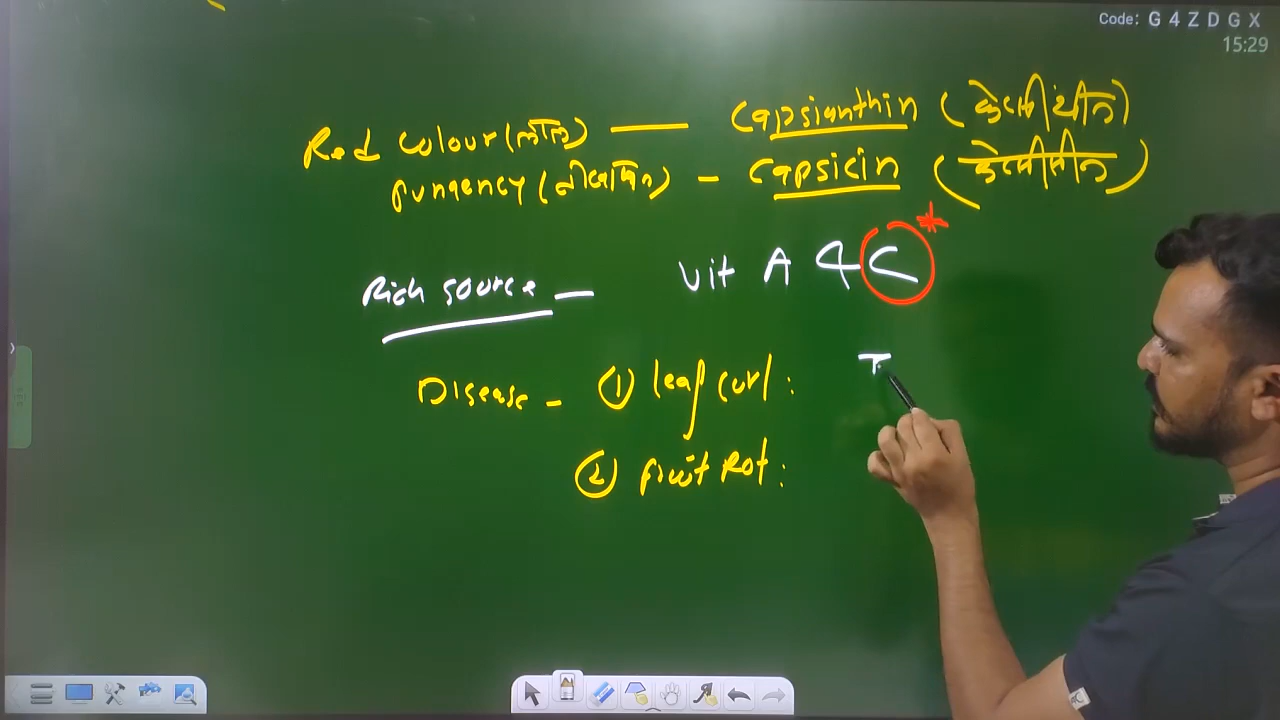 Code: G 4 Z D G X
15:29
Red colour (लाल) — Capsianthin (केप्सीथीन)
Pungency (तीखापन) - Capsicin (केप्सीसीन)
Rich source — vit A & C *
Disease - ① leaf curl : T
② fruit Rot :